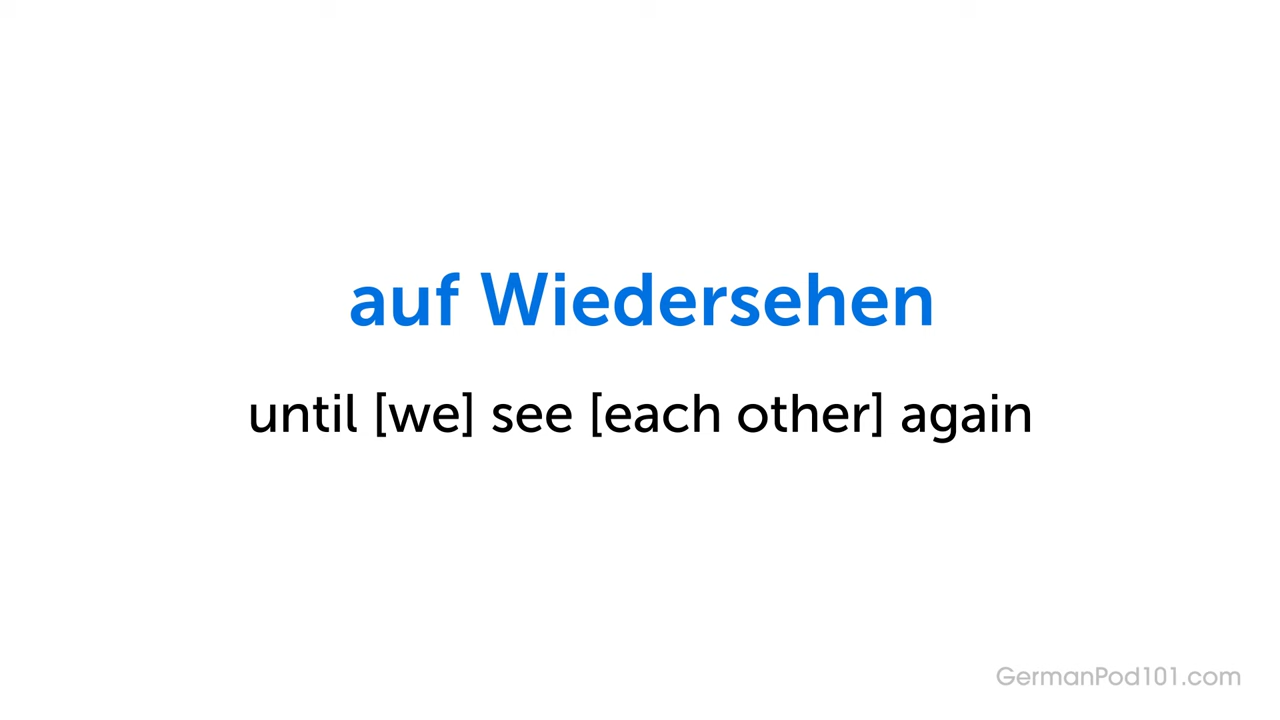 auf Wiedersehen
until [we] see [each other] again
GermanPod101.com